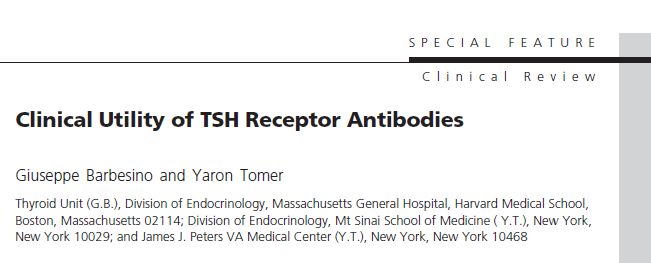 SPECIAL FEATURE
Clinical Review
Clinical Utility of TSH Receptor Antibodies
Giuseppe Barbesino and Yaron Tomer
Thyroid Unit (G.B.), Division of Endocrinology, Massachusetts General Hospital, Harvard Medical School,
Boston, Massachusetts 02114; Division of Endocrinology, Mt Sinai School of Medicine ( Y.T.), New York,
New York 10029; and James J. Peters VA Medical Center (Y.T.), New York, New York 10468